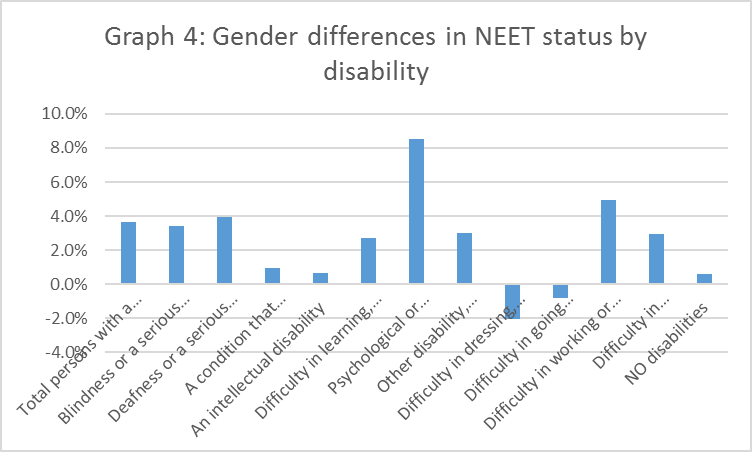 Graph 4: Gender differences in NEET status by
disability
10.0%
8.0%
6.0%
4.0%
2.0%
0.0%
-2.0%
-4.0%
Total persons with a...
Blindness or a serious...
Deafness or a serious...
A condition that...
An intellectual disability
Difficulty in learning,...
Psychological or...
Other disability,...
Difficulty in dressing,...
Difficulty in going...
Difficulty in working or...
Difficulty in...
NO disabilities